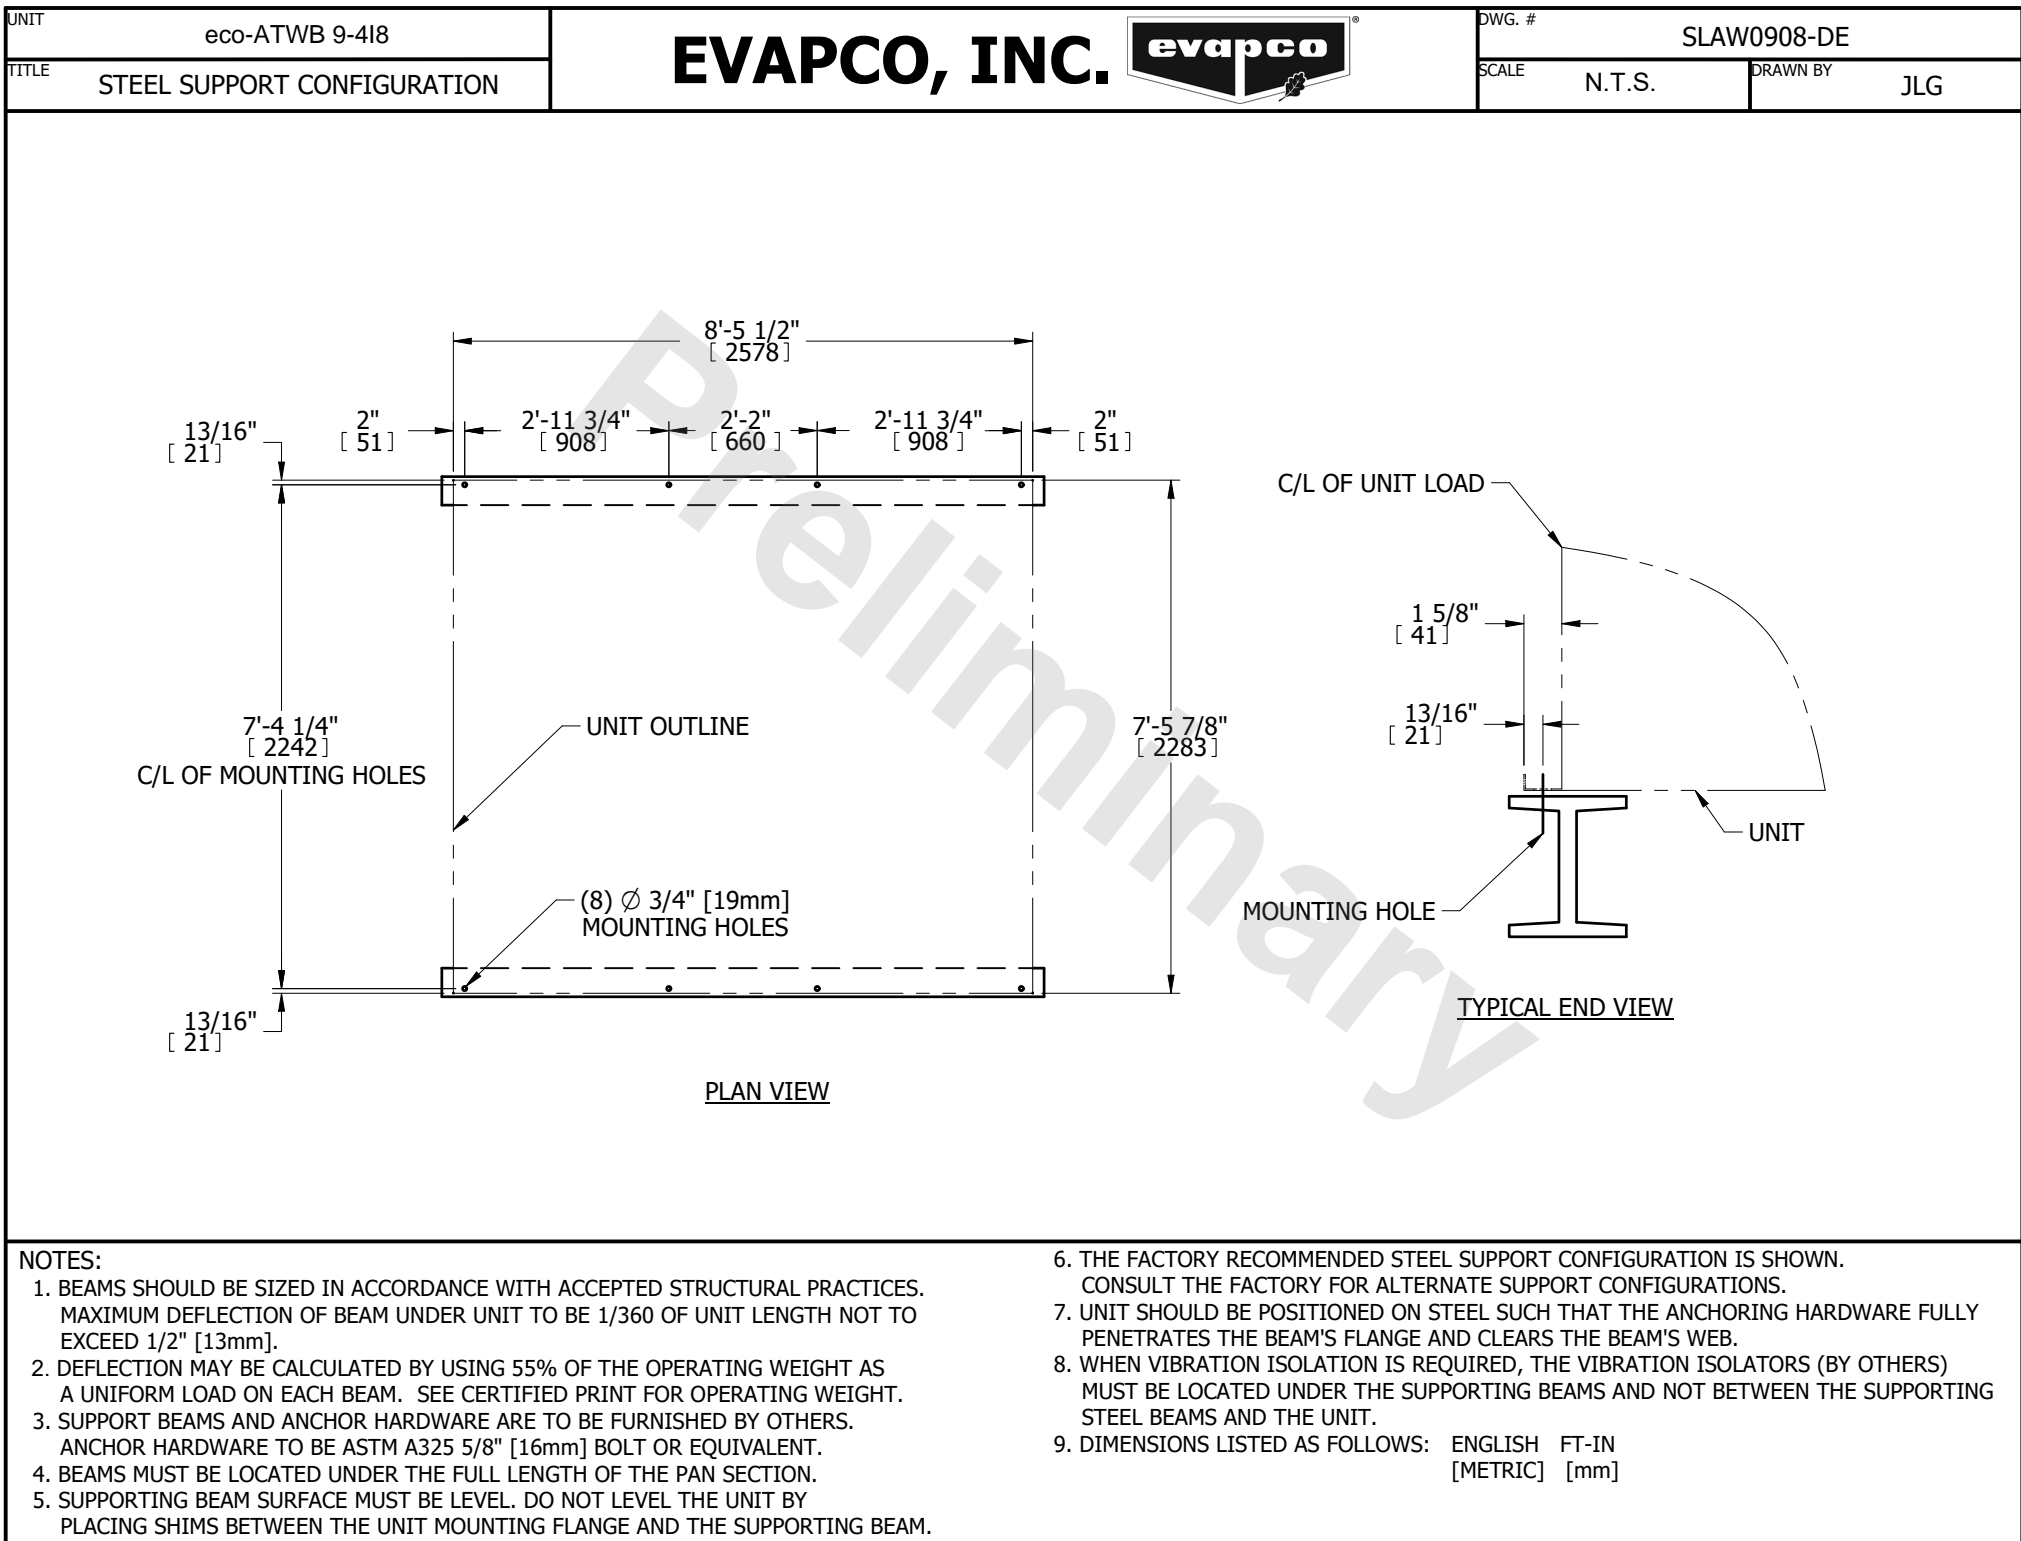 UNIT
eco-ATWB 9-4I8
TITLE
STEEL SUPPORT CONFIGURATION
EVAPCO, INC.
evapco
®
DWG. #
SLAW0908-DE
SCALE
N.T.S.
DRAWN BY
JLG
8'-5 1/2"
[ 2578 ]
13/16"
[ 21 ]
2"
[ 51 ]
2'-11 3/4"
[ 908 ]
2'-2"
[ 660 ]
2'-11 3/4"
[ 908 ]
2"
[ 51 ]
7'-4 1/4"
[ 2242 ]
C/L OF MOUNTING HOLES
UNIT OUTLINE
7'-5 7/8"
[ 2283 ]
(8) ∅ 3/4" [19mm]
MOUNTING HOLES
13/16"
[ 21 ]
PLAN VIEW
C/L OF UNIT LOAD
1 5/8"
[ 41 ]
13/16"
[ 21 ]
UNIT
MOUNTING HOLE
TYPICAL END VIEW
Preliminary
NOTES:
1. BEAMS SHOULD BE SIZED IN ACCORDANCE WITH ACCEPTED STRUCTURAL PRACTICES.
MAXIMUM DEFLECTION OF BEAM UNDER UNIT TO BE 1/360 OF UNIT LENGTH NOT TO
EXCEED 1/2" [13mm].
2. DEFLECTION MAY BE CALCULATED BY USING 55% OF THE OPERATING WEIGHT AS
A UNIFORM LOAD ON EACH BEAM. SEE CERTIFIED PRINT FOR OPERATING WEIGHT.
3. SUPPORT BEAMS AND ANCHOR HARDWARE ARE TO BE FURNISHED BY OTHERS.
ANCHOR HARDWARE TO BE ASTM A325 5/8" [16mm] BOLT OR EQUIVALENT.
4. BEAMS MUST BE LOCATED UNDER THE FULL LENGTH OF THE PAN SECTION.
5. SUPPORTING BEAM SURFACE MUST BE LEVEL. DO NOT LEVEL THE UNIT BY
PLACING SHIMS BETWEEN THE UNIT MOUNTING FLANGE AND THE SUPPORTING BEAM.
6. THE FACTORY RECOMMENDED STEEL SUPPORT CONFIGURATION IS SHOWN.
CONSULT THE FACTORY FOR ALTERNATE SUPPORT CONFIGURATIONS.
7. UNIT SHOULD BE POSITIONED ON STEEL SUCH THAT THE ANCHORING HARDWARE FULLY
PENETRATES THE BEAM'S FLANGE AND CLEARS THE BEAM'S WEB.
8. WHEN VIBRATION ISOLATION IS REQUIRED, THE VIBRATION ISOLATORS (BY OTHERS)
MUST BE LOCATED UNDER THE SUPPORTING BEAMS AND NOT BETWEEN THE SUPPORTING
STEEL BEAMS AND THE UNIT.
9. DIMENSIONS LISTED AS FOLLOWS: ENGLISH FT-IN
[METRIC] [mm]